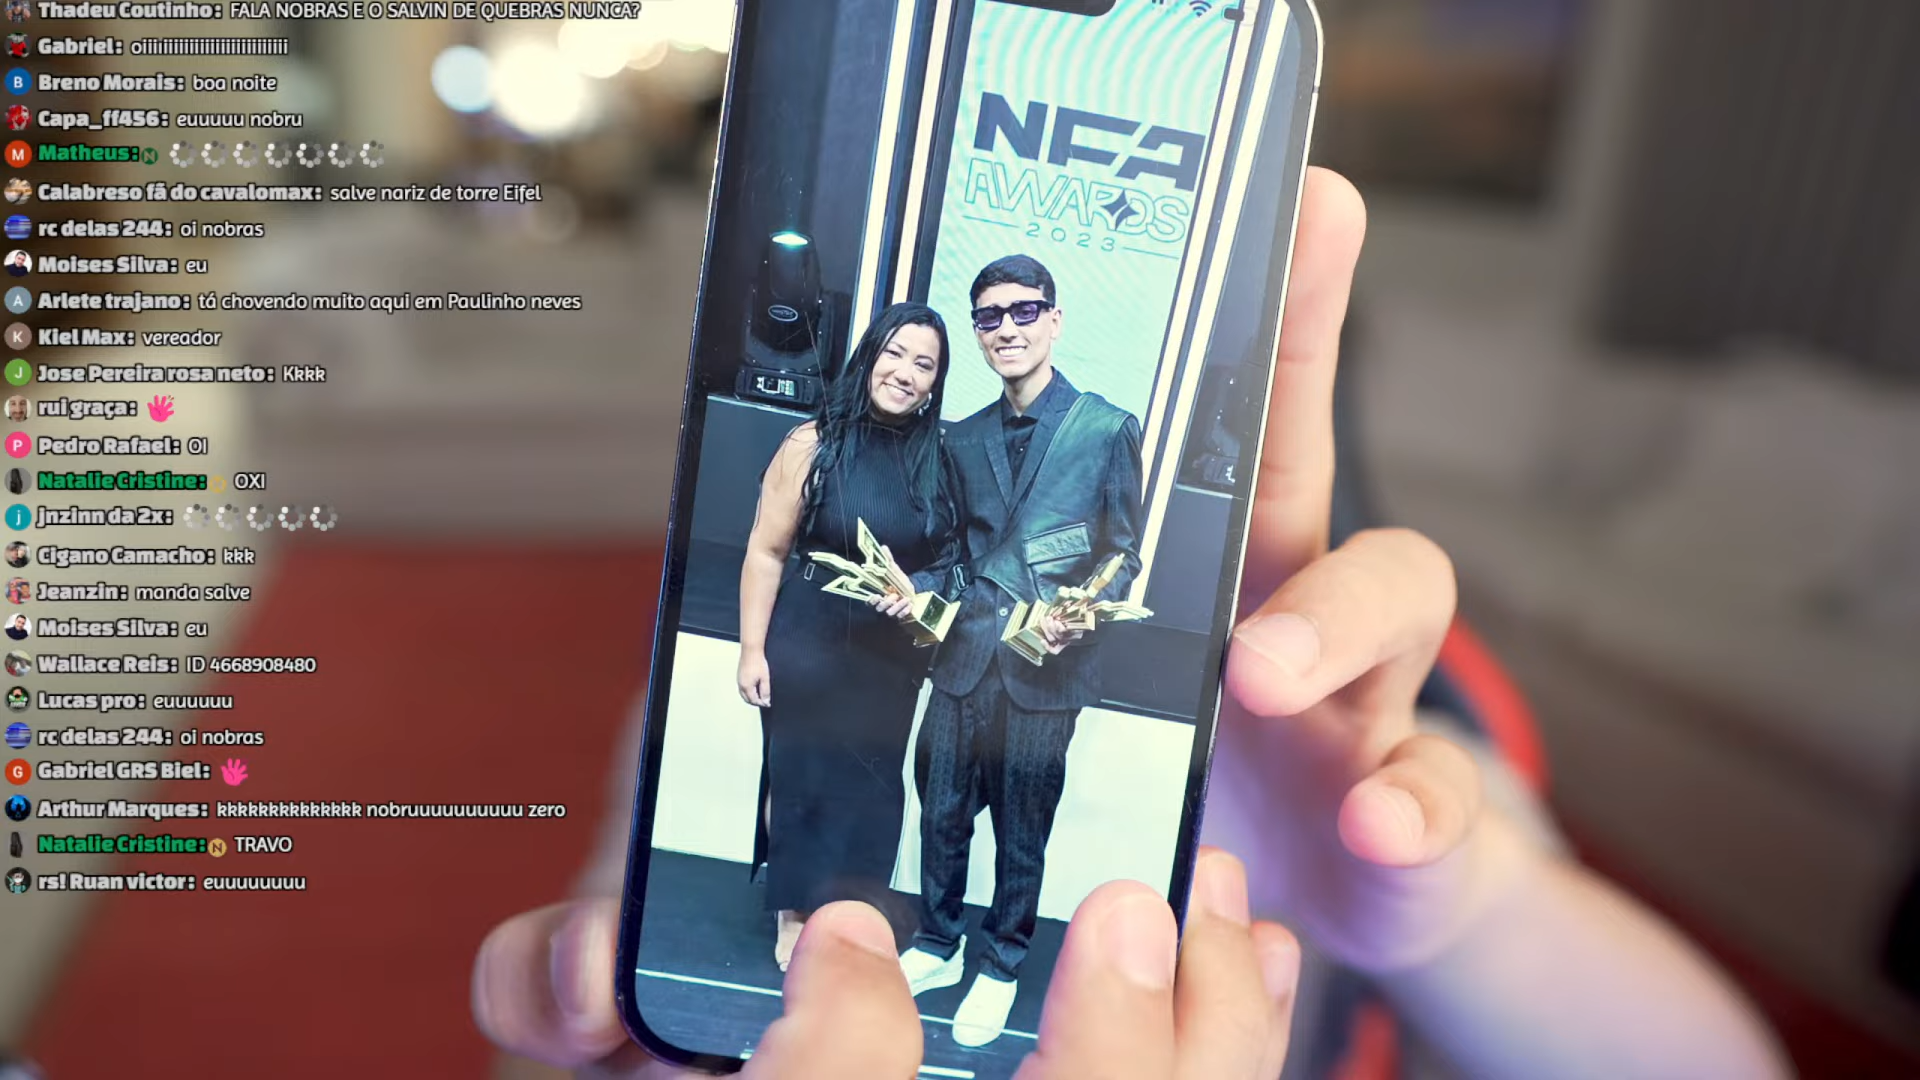 Thadeu Coutinho: FALA NOBRAS E O SALVIN DE QUEBRAS NUNCA?
Gabriel: oiiiiiiiiiiiiiiiiiiiiiiiiiiiii
B Breno Morais: boa noite
Capa_ff456: euuuuu nobru
M Matheus: N
Calabreso fã do cavalomax: salve nariz de torre Eifel
rc delas 244: oi nobras
Moises Silva: eu
A Arlete trajano: tá chovendo muito aqui em Paulinho neves
K Kiel Max: vereador
J Jose Pereira rosa neto: Kkkk
rui graça:
P Pedro Rafael: OI
Natalie Cristine: OXI
j jnzinn da 2x:
Cigano Camacho: kkk
Jeanzin: manda salve
Moises Silva: eu
Wallace Reis: ID 4668908480
Lucas pro: euuuuuu
rc delas 244: oi nobras
G Gabriel GRS Biel:
Arthur Marques: kkkkkkkkkkkkkk nobruuuuuuuuuu zero
Natalie Cristine: N TRAVO
rs! Ruan victor: euuuuuuuu
NFA
AWARDS
2023